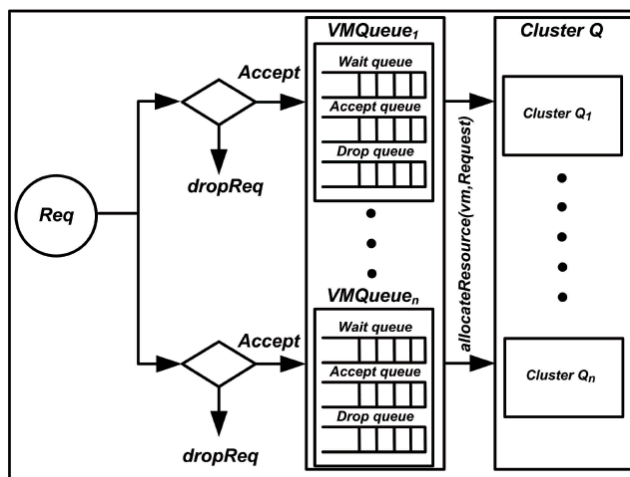 VMQueue1
Cluster Q
Wait queue
Accept
Accept queue
Cluster Q1
Drop queue
dropReq
Req
allocateResource(vm,Request)
VMQueuen
Wait queue
Accept
Accept queue
Cluster Qn
Drop queue
dropReq